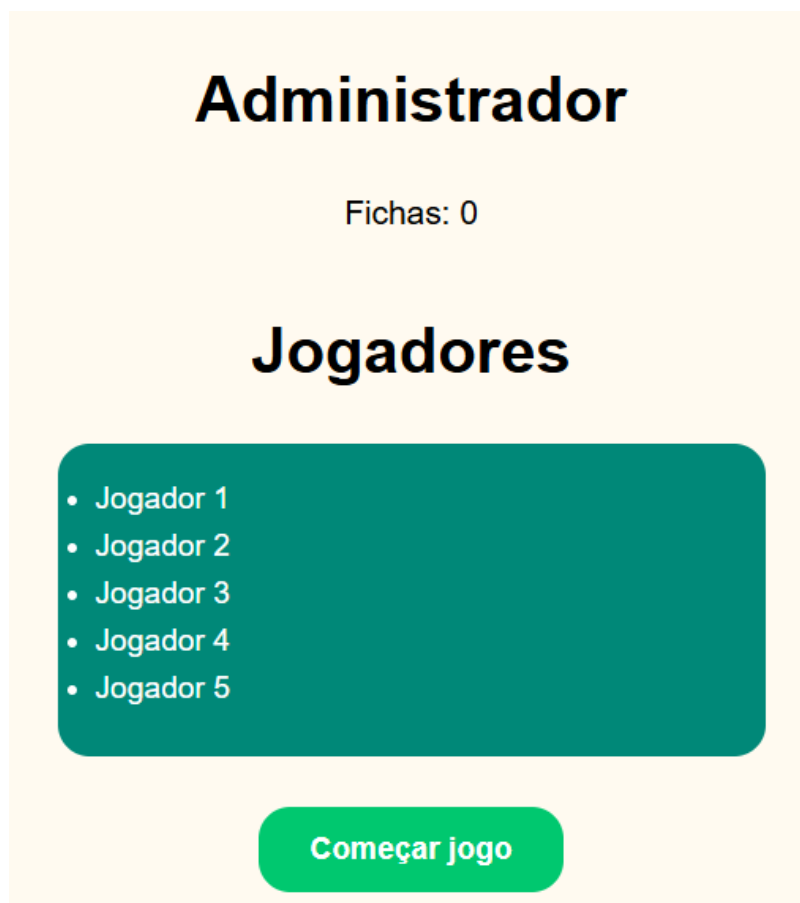 Administrador
Fichas: 0
Jogadores
• Jogador 1
• Jogador 2
• Jogador 3
• Jogador 4
• Jogador 5
Começar jogo